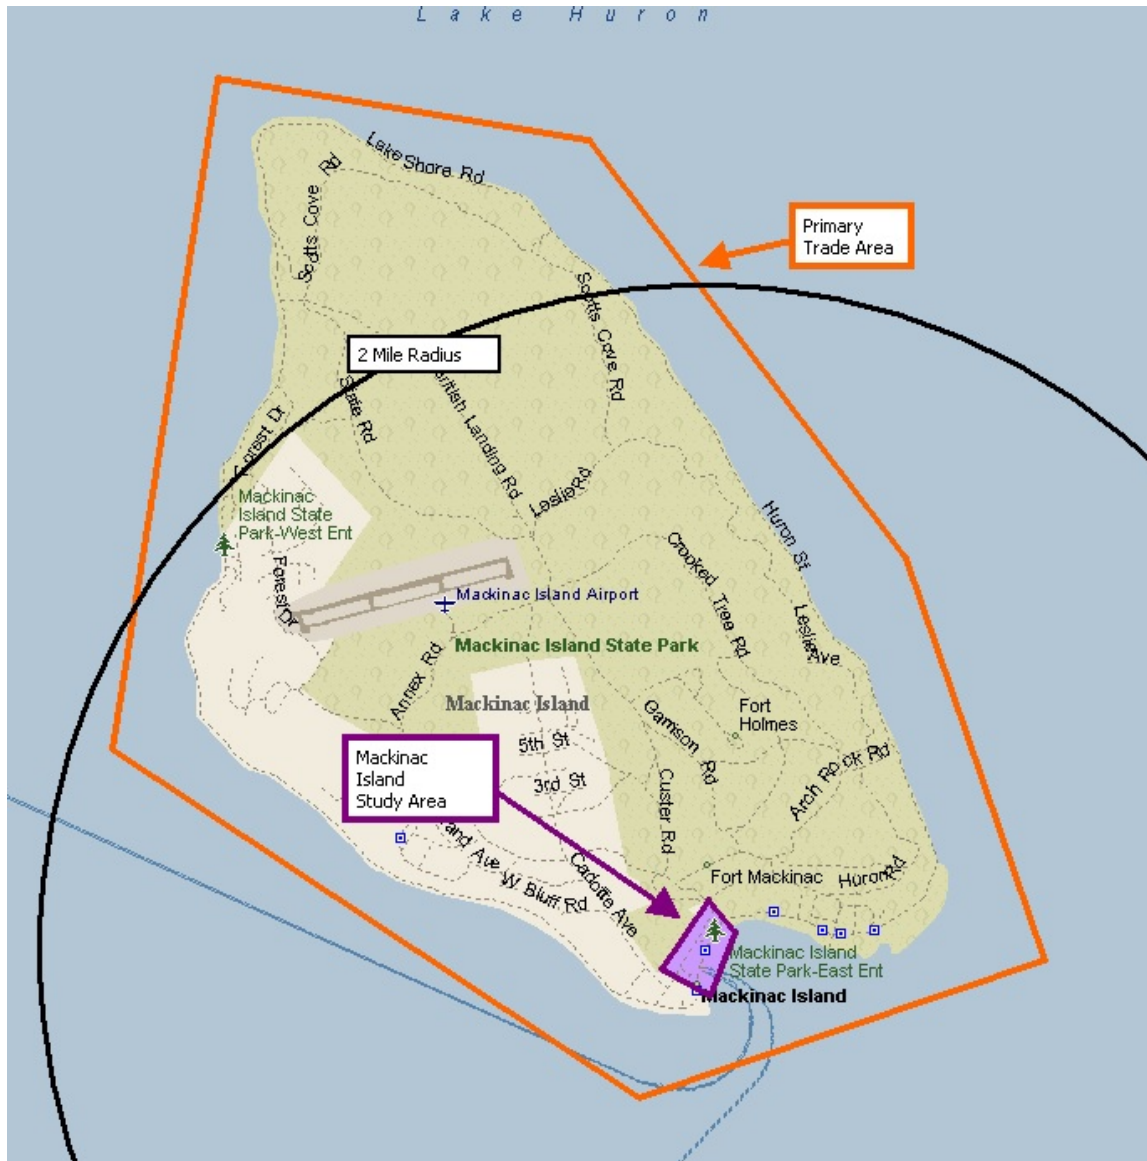 Lake Huron
Lake Shore Rd
Scotts Cove Rd
Primary
Trade Area
Scotts Cove Rd
2 Mile Radius
British Landing Rd
State Rd
Forest Dr
Leslie Rd
Mackinac
Island State
Park-West Ent
Huron St
Crooked Tree Rd
Forest Dr
Mackinac Island Airport
Leslie Ave
Mackinac Island State Park
Annex Rd
Mackinac Island
Fort
Holmes
Garrison Rd
5th St
Mackinac
Island
Study Area
3rd St
Arch Rock Rd
Custer Rd
Ave
W Bluff Rd
Cadotte Ave
Fort Mackinac
Huron Rd
Mackinac Island
State Park-East Ent
Mackinac Island